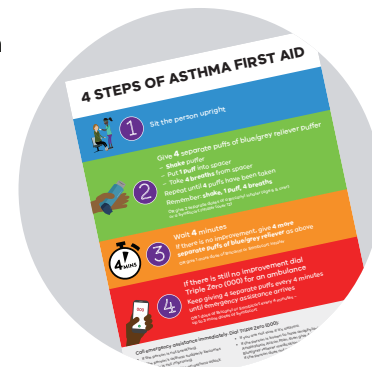 4 STEPS OF ASTHMA FIRST AID
1 Sit the person upright
2 Give 4 separate puffs of blue/grey reliever puffer
– Shake puffer
– Put 1 puff into spacer
– Take 4 breaths from spacer
Repeat until 4 puffs have been taken
Remember: shake, 1 puff, 4 breaths
4 MINS
3 Wait 4 minutes
If there is no improvement, give 4 more
separate puffs of blue/grey reliever as above
000
4 If there is still no improvement dial
Triple Zero (000) for an ambulance
Keep giving 4 separate puffs every 4 minutes
until emergency assistance arrives
Call emergency assistance immediately. Dial Triple Zero (000):